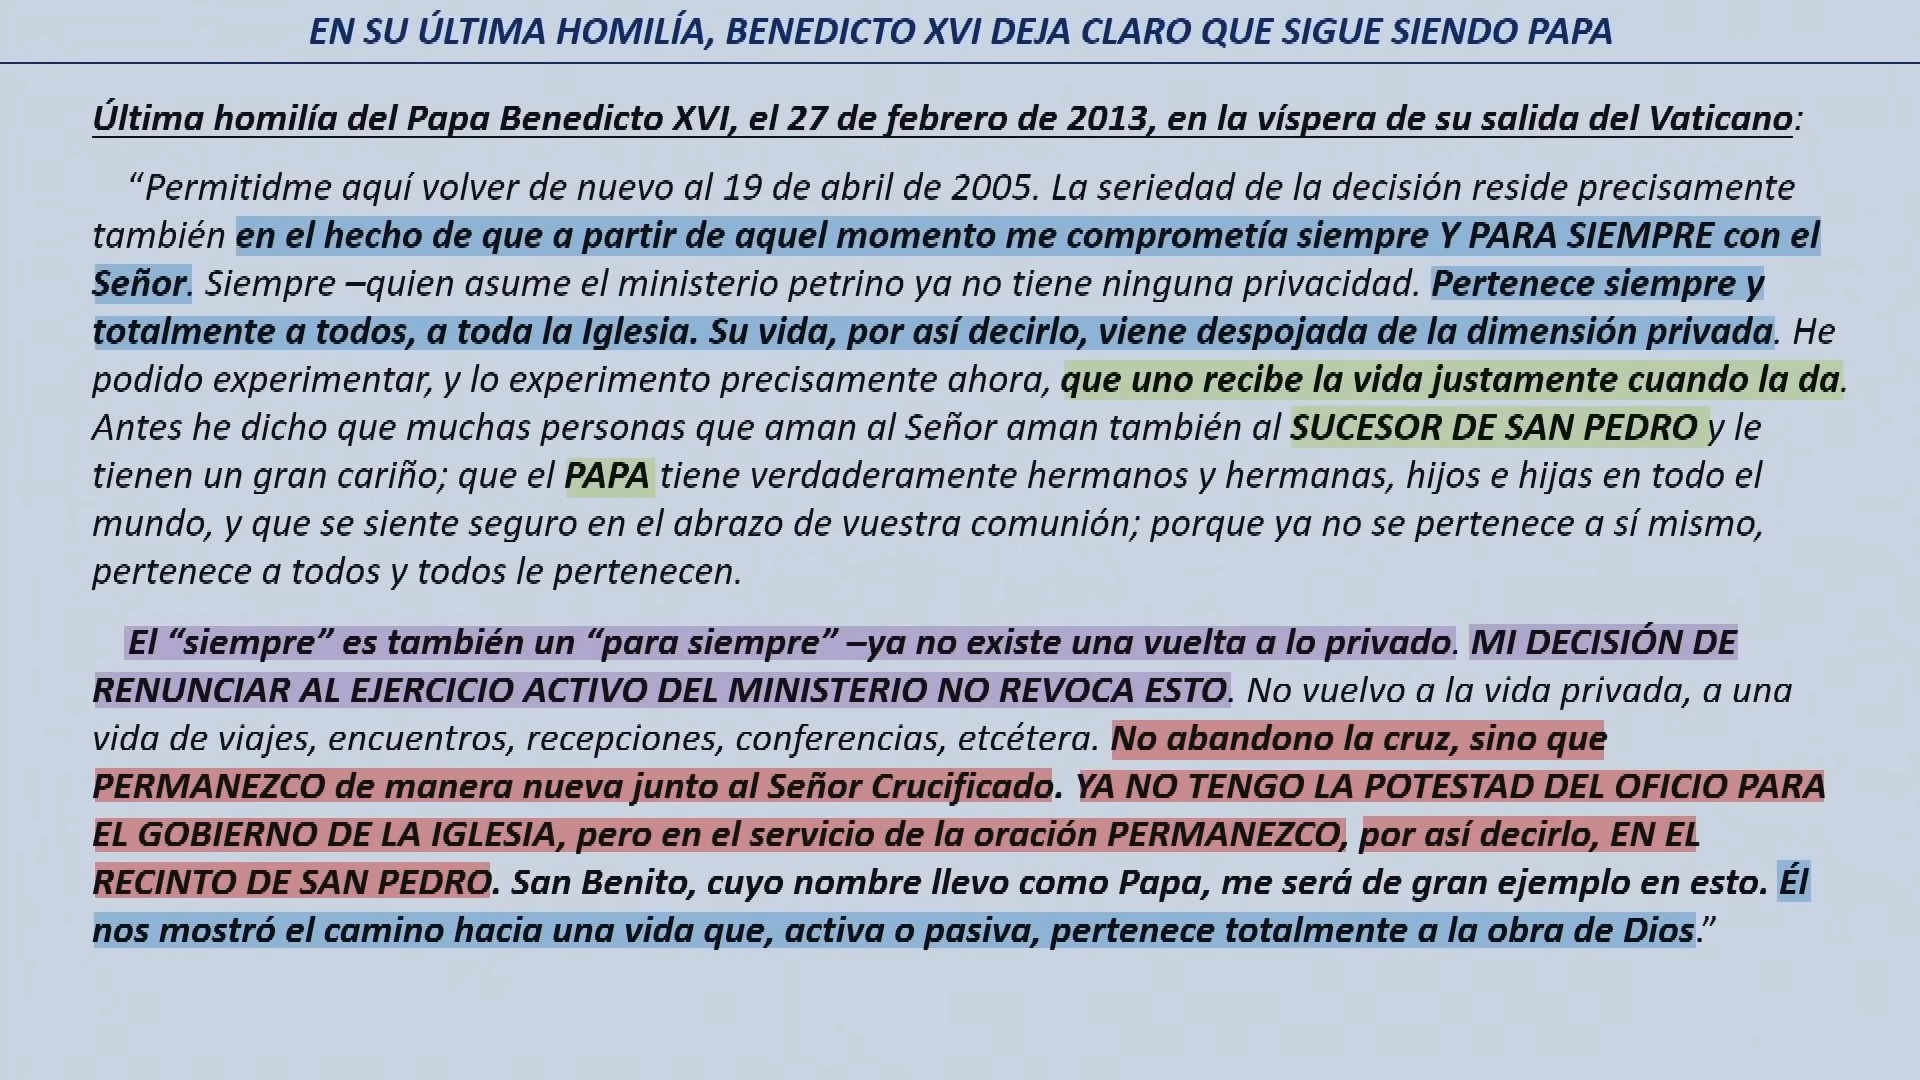 EN SU ÚLTIMA HOMILÍA, BENEDICTO XVI DEJA CLARO QUE SIGUE SIENDO PAPA
Última homilía del Papa Benedicto XVI, el 27 de febrero de 2013, en la víspera de su salida del Vaticano:
“Permitidme aquí volver de nuevo al 19 de abril de 2005. La seriedad de la decisión reside precisamente
también en el hecho de que a partir de aquel momento me comprometía siempre Y PARA SIEMPRE con el
Señor. Siempre –quien asume el ministerio petrino ya no tiene ninguna privacidad. Pertenece siempre y
totalmente a todos, a toda la Iglesia. Su vida, por así decirlo, viene despojada de la dimensión privada. He
podido experimentar, y lo experimento precisamente ahora, que uno recibe la vida justamente cuando la da.
Antes he dicho que muchas personas que aman al Señor aman también al SUCESOR DE SAN PEDRO y le
tienen un gran cariño; que el PAPA tiene verdaderamente hermanos y hermanas, hijos e hijas en todo el
mundo, y que se siente seguro en el abrazo de vuestra comunión; porque ya no se pertenece a sí mismo,
pertenece a todos y todos le pertenecen.
El “siempre” es también un “para siempre” –ya no existe una vuelta a lo privado. MI DECISIÓN DE
RENUNCIAR AL EJERCICIO ACTIVO DEL MINISTERIO NO REVOCA ESTO. No vuelvo a la vida privada, a una
vida de viajes, encuentros, recepciones, conferencias, etcétera. No abandono la cruz, sino que
PERMANEZCO de manera nueva junto al Señor Crucificado. YA NO TENGO LA POTESTAD DEL OFICIO PARA
EL GOBIERNO DE LA IGLESIA, pero en el servicio de la oración PERMANEZCO, por así decirlo, EN EL
RECINTO DE SAN PEDRO. San Benito, cuyo nombre llevo como Papa, me será de gran ejemplo en esto. Él
nos mostró el camino hacia una vida que, activa o pasiva, pertenece totalmente a la obra de Dios.”